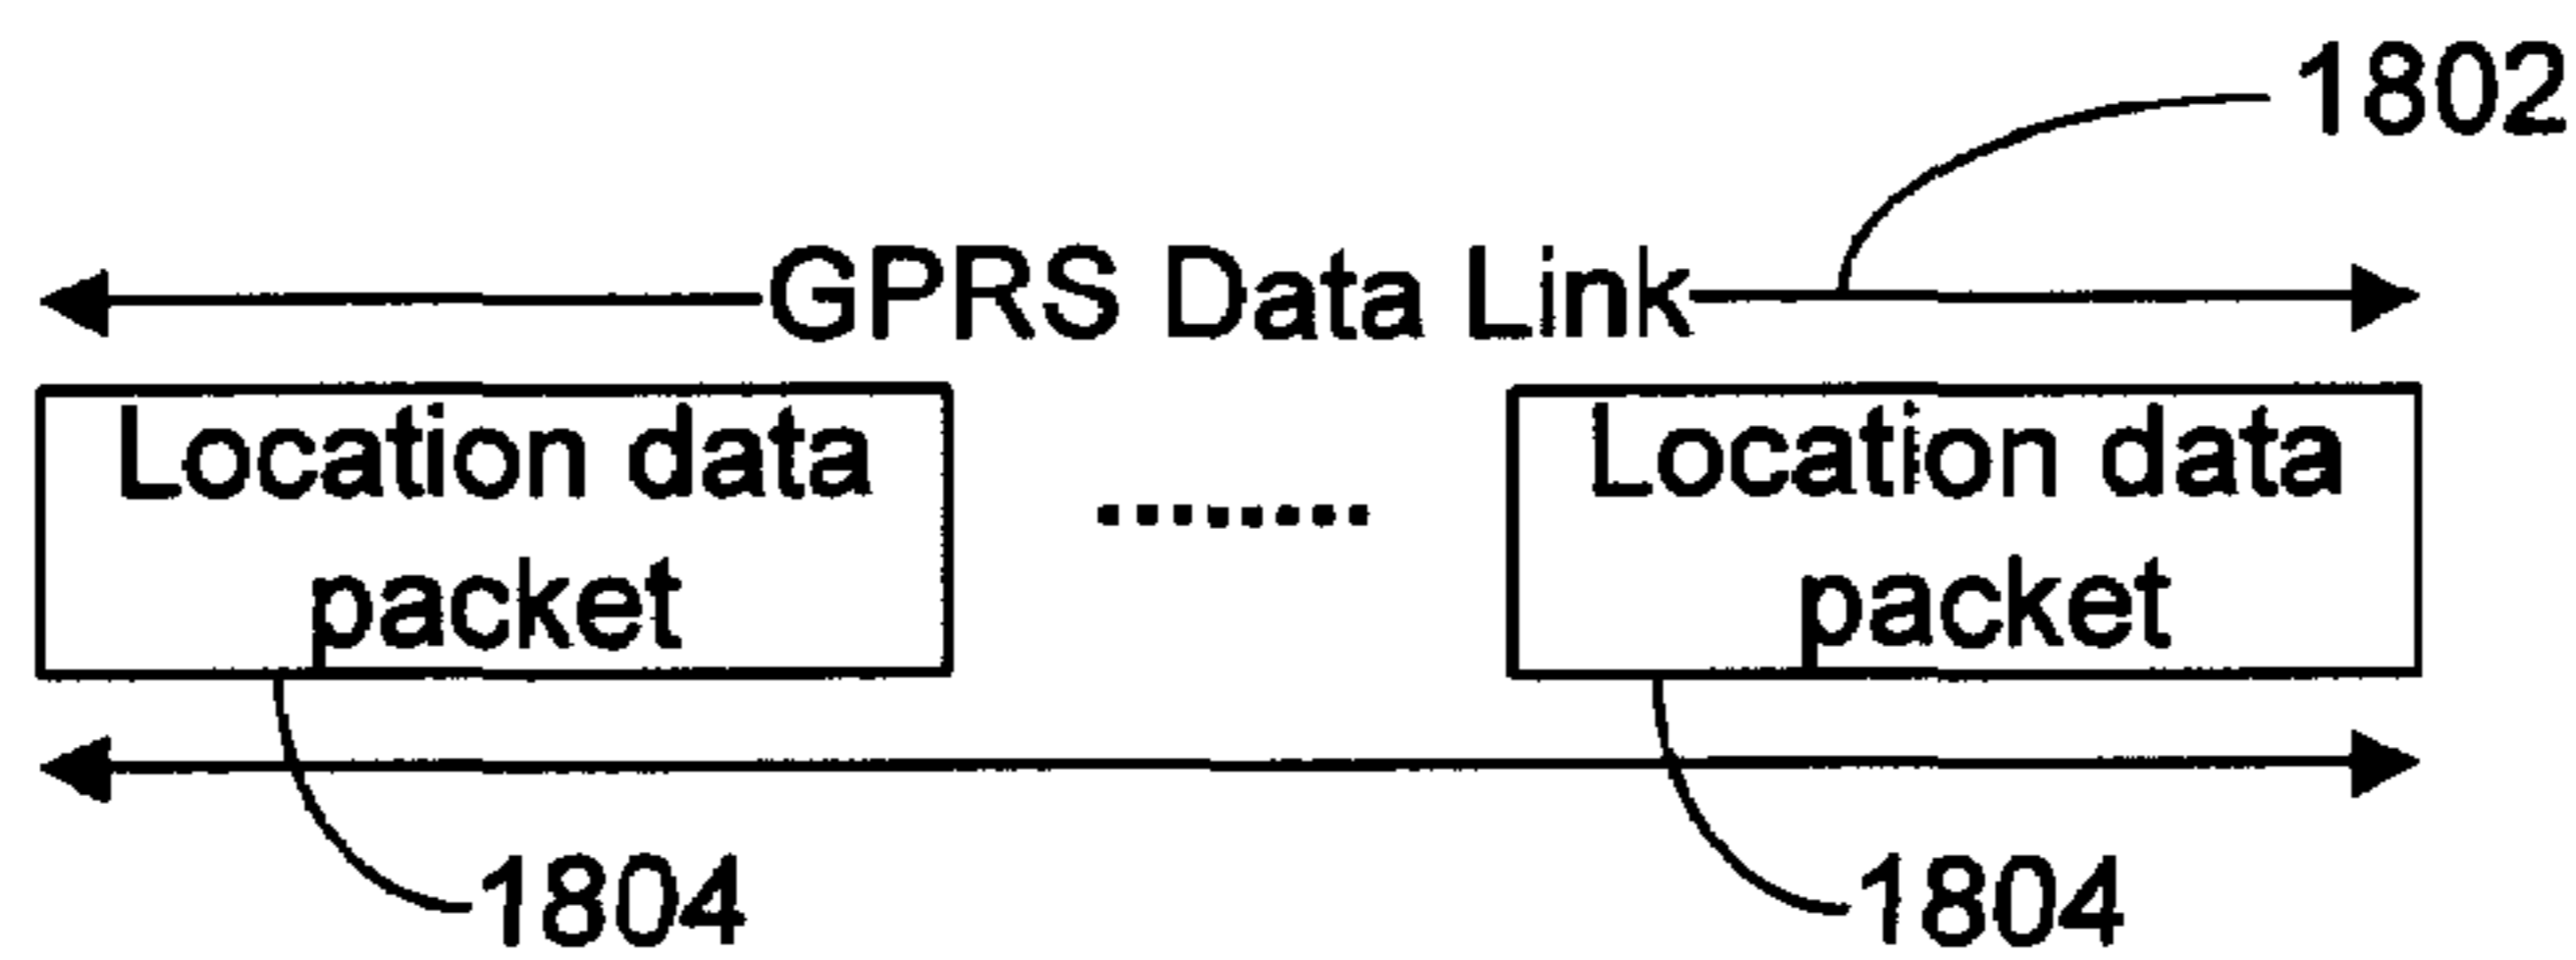 1802
GPRS Data Link
Location data
packet
Location data
packet
1804
1804